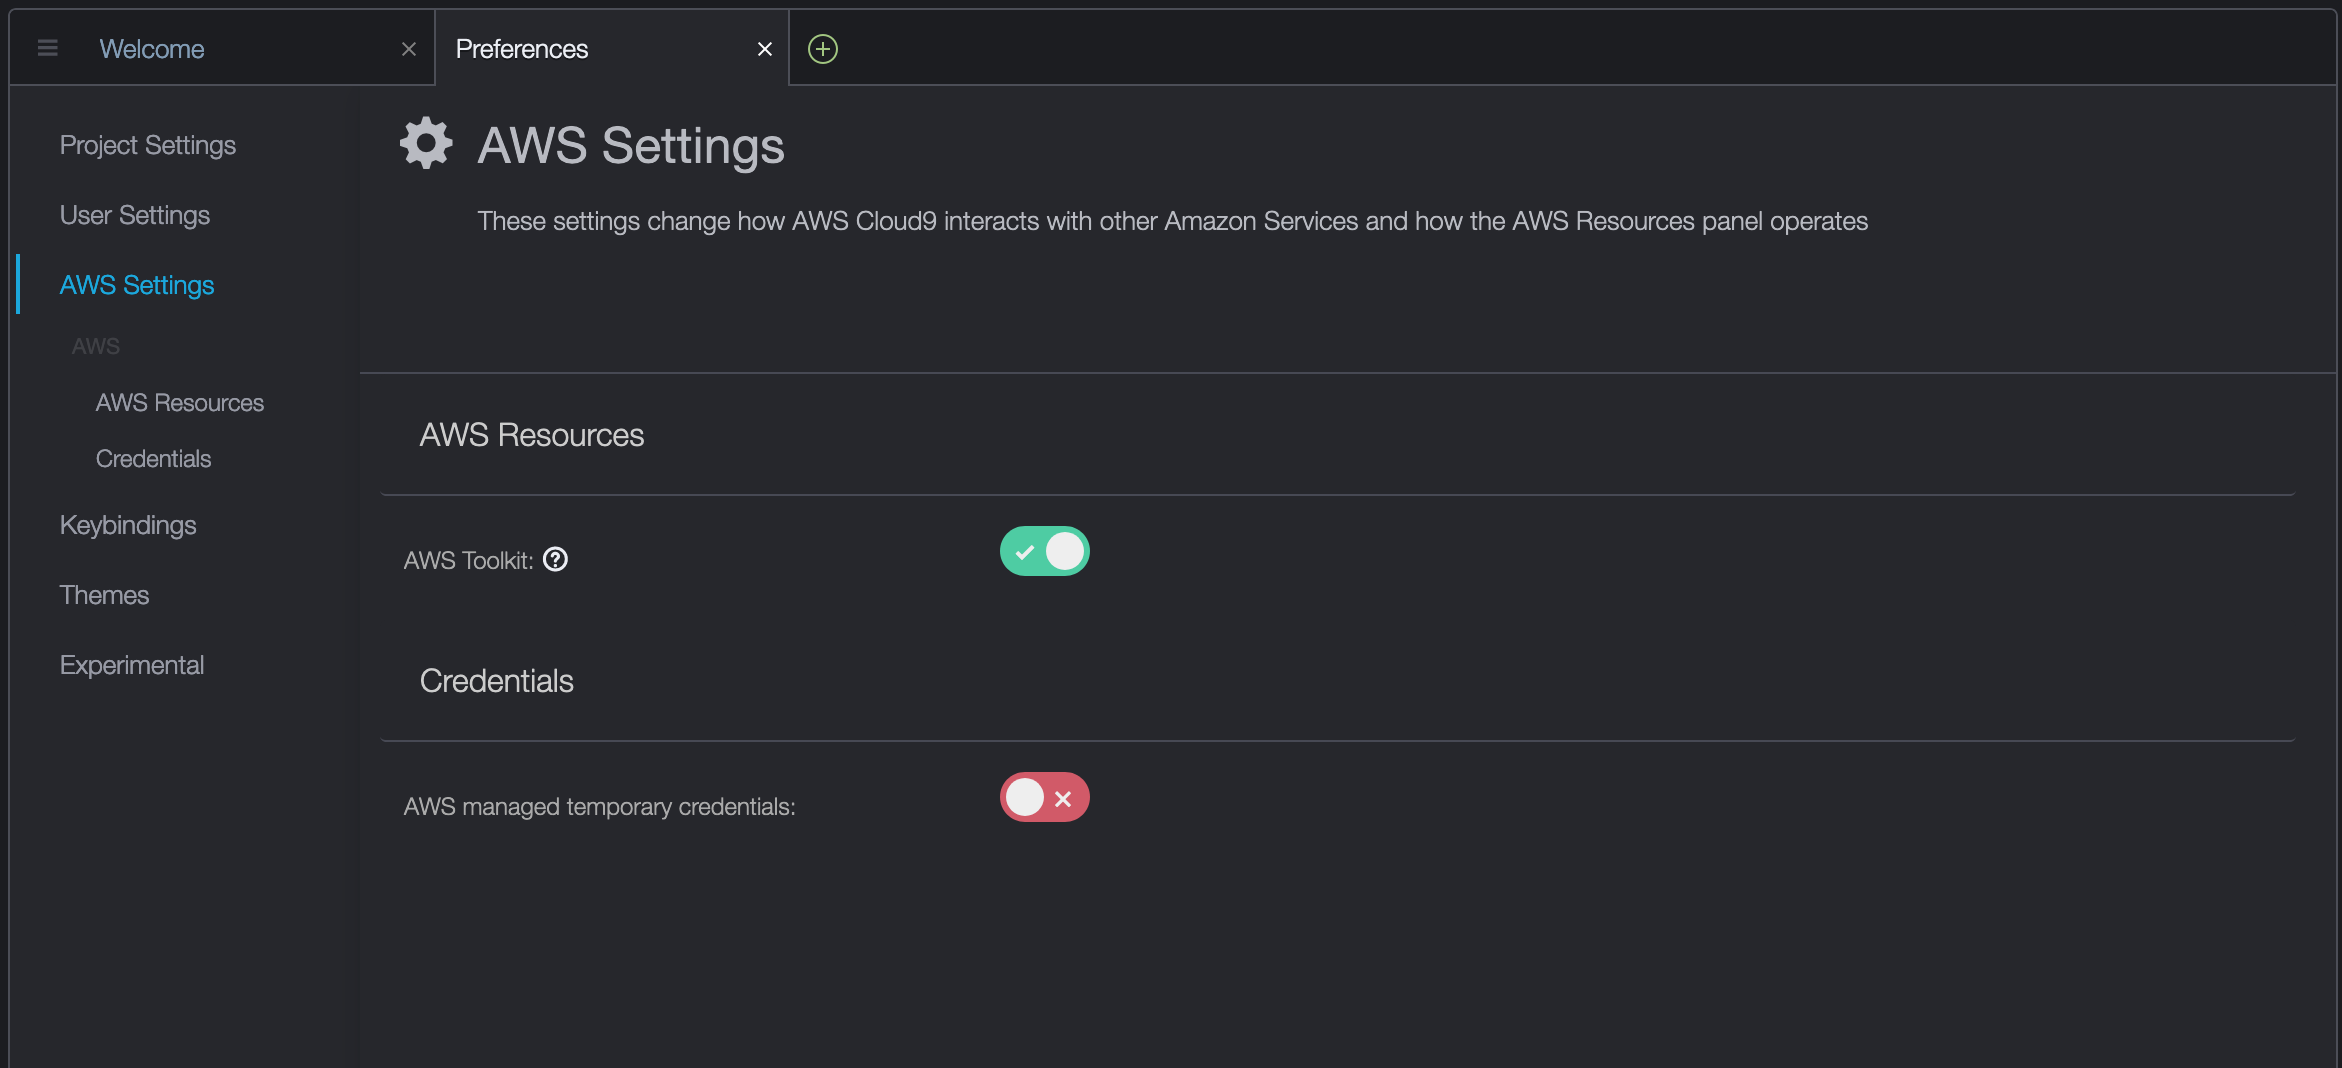 Welcome
Preferences
Project Settings
User Settings
AWS Settings
AWS
AWS Resources
Credentials
Keybindings
Themes
Experimental
AWS Settings
These settings change how AWS Cloud9 interacts with other Amazon Services and how the AWS Resources panel operates
AWS Resources
AWS Toolkit:
Credentials
AWS managed temporary credentials: